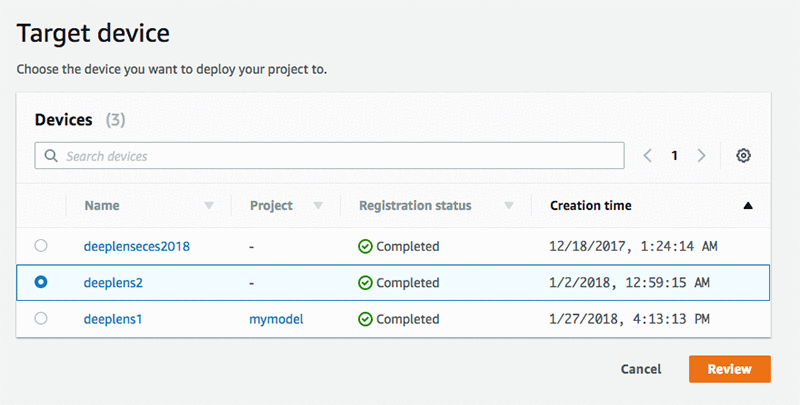 Target device
Choose the device you want to deploy your project to.
Devices (3)
Search devices
1
Name Project Registration status Creation time
deeplenseces2018 - Completed 12/18/2017, 1:24:14 AM
deeplens2 - Completed 1/2/2018, 12:59:15 AM
deeplens1 mymodel Completed 1/27/2018, 4:13:13 PM
Cancel Review